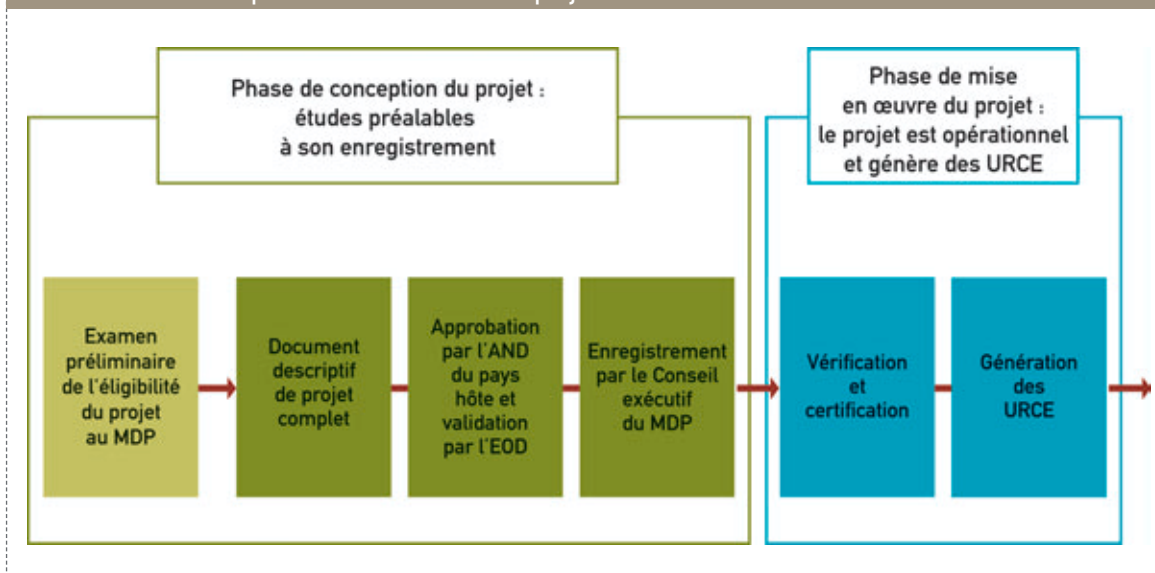 Phase de conception du projet :
études préalables
à son enregistrement
Phase de mise
en œuvre du projet :
le projet est opérationnel
et génère des URCE
Examen
préliminaire
de l'éligibilité
du projet
au MDP
Document
descriptif
de projet
complet
Approbation
par l'AND
du pays
hôte et
validation
par l'EOD
Enregistrement
par le Conseil
exécutif
du MDP
Vérification
et
certification
Génération
des
URCE